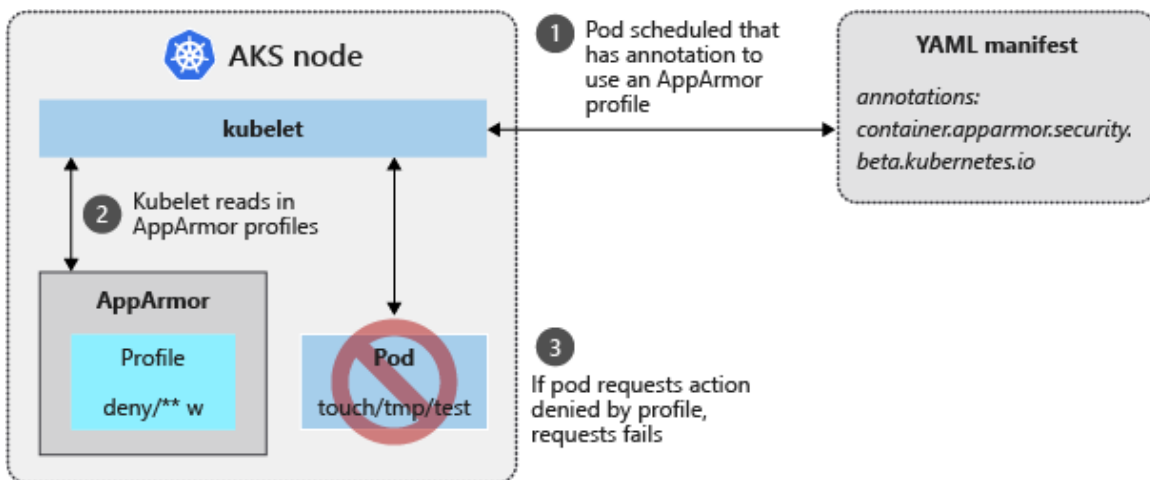 AKS node
kubelet
1
Pod scheduled that
has annotation to
use an AppArmor
profile
YAML manifest
annotations:
container.apparmor.security.
beta.kubernetes.io
2
Kubelet reads in
AppArmor profiles
AppArmor
Profile
deny/** w
Pod
touch/tmp/test
3
If pod requests action
denied by profile,
requests fails